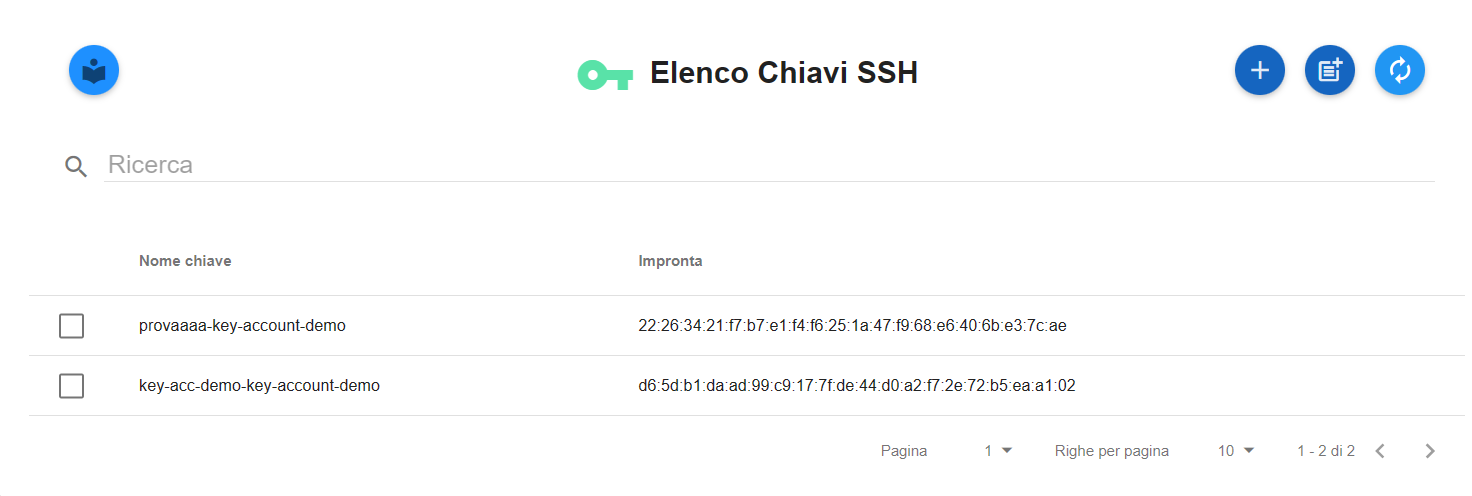 Elenco Chiavi SSH
Ricerca
Nome chiave Impronta
provaaaa-key-account-demo 22:26:34:21:f7:b7:e1:f4:f6:25:1a:47:f9:68:e6:40:6b:e3:7c:ae
key-acc-demo-key-account-demo d6:5d:b1:da:ad:99:c9:17:7f:de:44:d0:a2:f7:2e:72:b5:ea:a1:02
Pagina 1 Righe per pagina 10 1 - 2 di 2